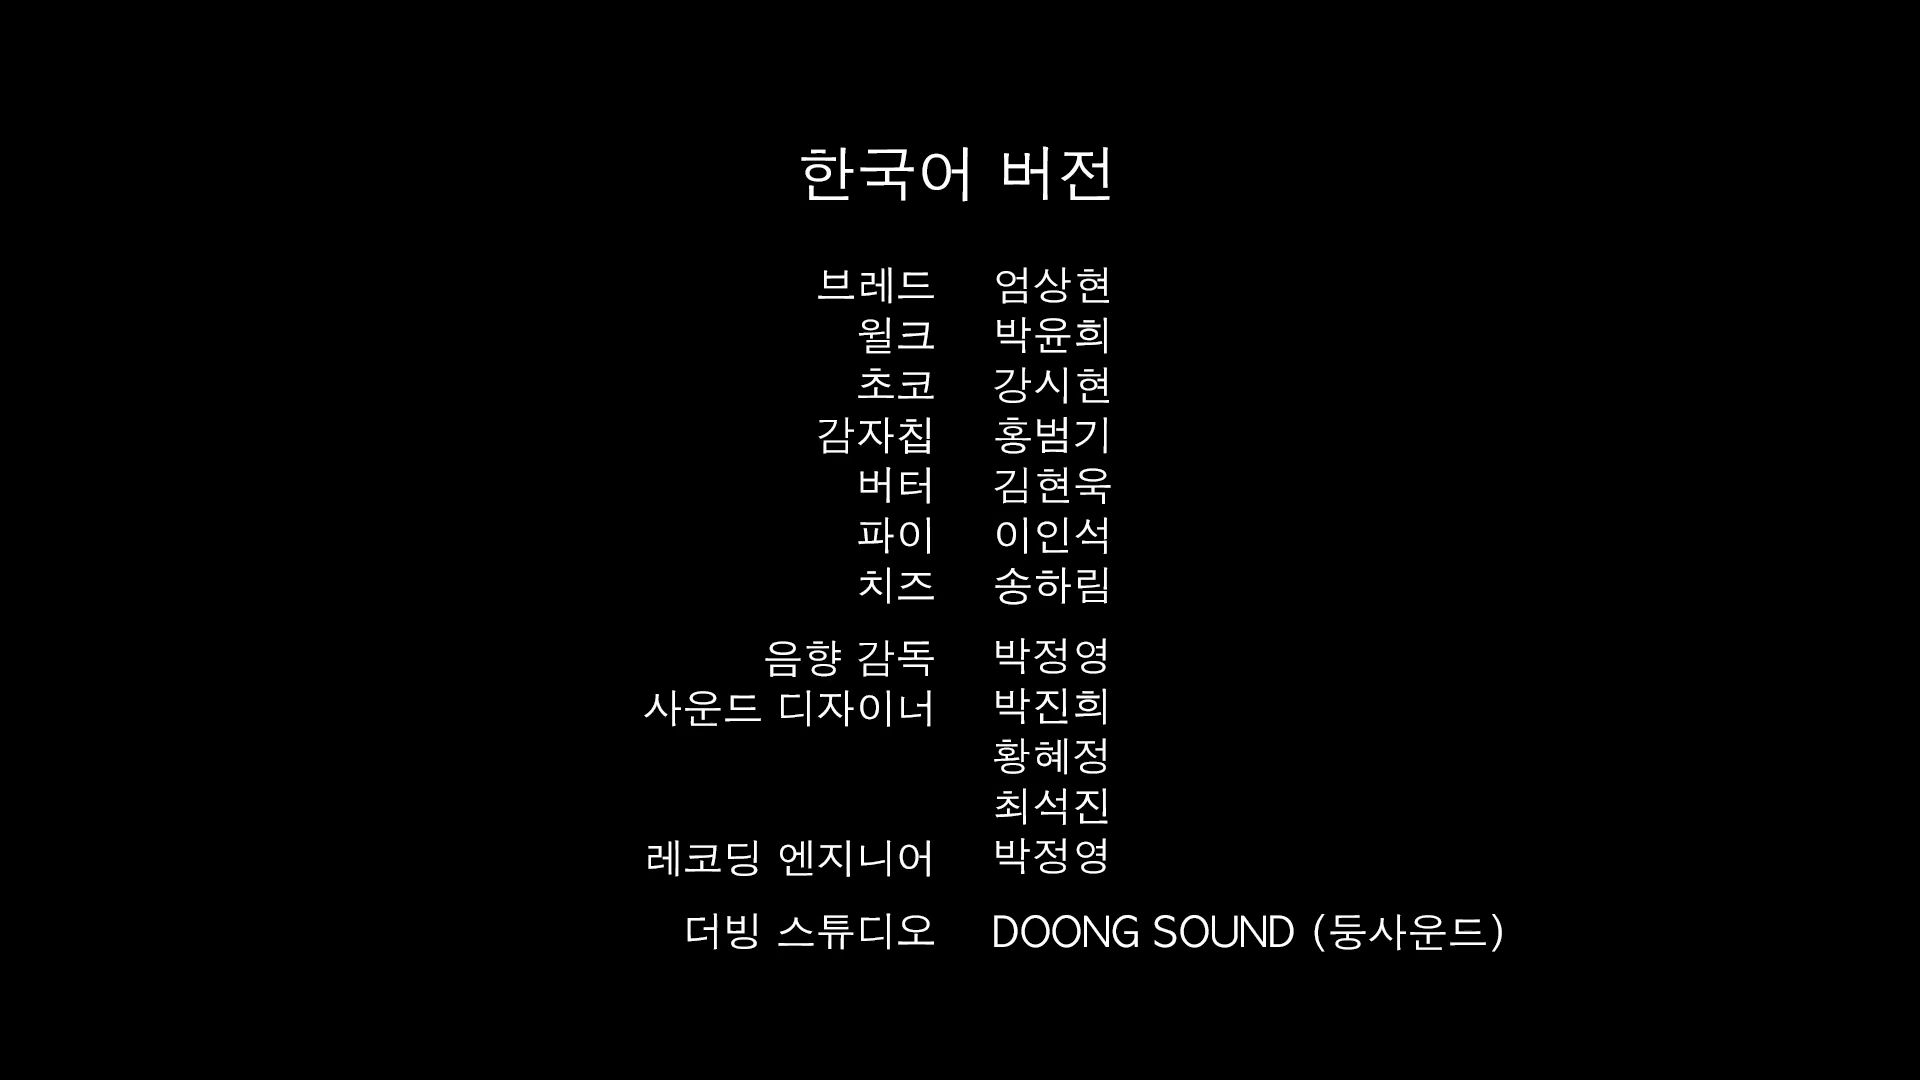 한국어 버전
브레드 엄상현
윌크 박윤희
초코 강시현
감자칩 홍범기
버터 김현욱
파이 이인석
치즈 송하림
음향 감독 박정영
사운드 디자이너 박진희
황혜정
최석진
레코딩 엔지니어 박정영
더빙 스튜디오 DOONG SOUND (둥사운드)